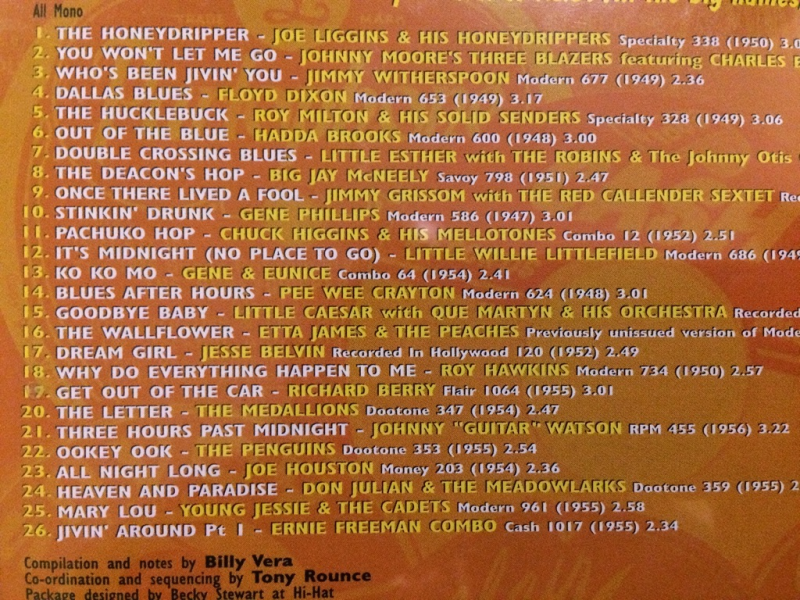 All Mono
1. THE HONEYDRIPPER - JOE LIGGINS & HIS HONEYDRIPPERS Specialty 338 (1950) 3.0
2. YOU WON'T LET ME GO - JOHNNY MOORE'S THREE BLAZERS featuring CHARLES
3. WHO'S BEEN JIVIN' YOU - JIMMY WITHERSPOON Modern 677 (1949) 2.36
4. DALLAS BLUES - FLOYD DIXON Modern 653 (1949) 3.17
5. THE HUCKLEBUCK - ROY MILTON & HIS SOLID SENDERS Specialty 328 (1949) 3.06
6. OUT OF THE BLUE - HADDA BROOKS Modern 600 (1948) 3.00
7. DOUBLE CROSSING BLUES - LITTLE ESTHER with THE ROBINS & The Johnny Otis
8. THE DEACON'S HOP - BIG JAY McNEELY Savoy 798 (1951) 2.47
9. ONCE THERE LIVED A FOOL - JIMMY GRISSOM with THE RED CALLENDER SEXTET Re
10. STINKIN' DRUNK - GENE PHILLIPS Modern 586 (1947) 3.01
11. PACHUKO HOP - CHUCK HIGGINS & HIS MELLOTONES Combo 12 (1952) 2.51
12. IT'S MIDNIGHT (NO PLACE TO GO) - LITTLE WILLIE LITTLEFIELD Modern 686 (194
13. KO KO MO - GENE & EUNICE Combo 64 (1954) 2.41
14. BLUES AFTER HOURS - PEE WEE CRAYTON Modern 624 (1948) 3.01
15. GOODBYE BABY - LITTLE CAESAR with QUE MARTYN & HIS ORCHESTRA Recorded
16. THE WALLFLOWER - ETTA JAMES & THE PEACHES Previously unissued version of Mode
17. DREAM GIRL - JESSE BELVIN Recorded In Hollywood 120 (1952) 2.49
18. WHY DO EVERYTHING HAPPEN TO ME - ROY HAWKINS Modern 734 (1950) 2.57
19. GET OUT OF THE CAR - RICHARD BERRY Flair 1064 (1955) 3.01
20. THE LETTER - THE MEDALLIONS Dootone 347 (1954) 2.47
21. THREE HOURS PAST MIDNIGHT - JOHNNY "GUITAR" WATSON RPM 455 (1956) 3.22
22. OOKEY OOK - THE PENGUINS Dootone 353 (1955) 2.54
23. ALL NIGHT LONG - JOE HOUSTON Money 203 (1954) 2.36
24. HEAVEN AND PARADISE - DON JULIAN & THE MEADOWLARKS Dootone 359 (1955) 2
25. MARY LOU - YOUNG JESSIE & THE CADETS Modern 961 (1955) 2.58
26. JIVIN' AROUND Pt 1 - ERNIE FREEMAN COMBO Cash 1017 (1955) 2.34
Compilation and notes by Billy Vera
Co-ordination and sequencing by Tony Rounce
Package designed by Becky Stewart at Hi-Hat